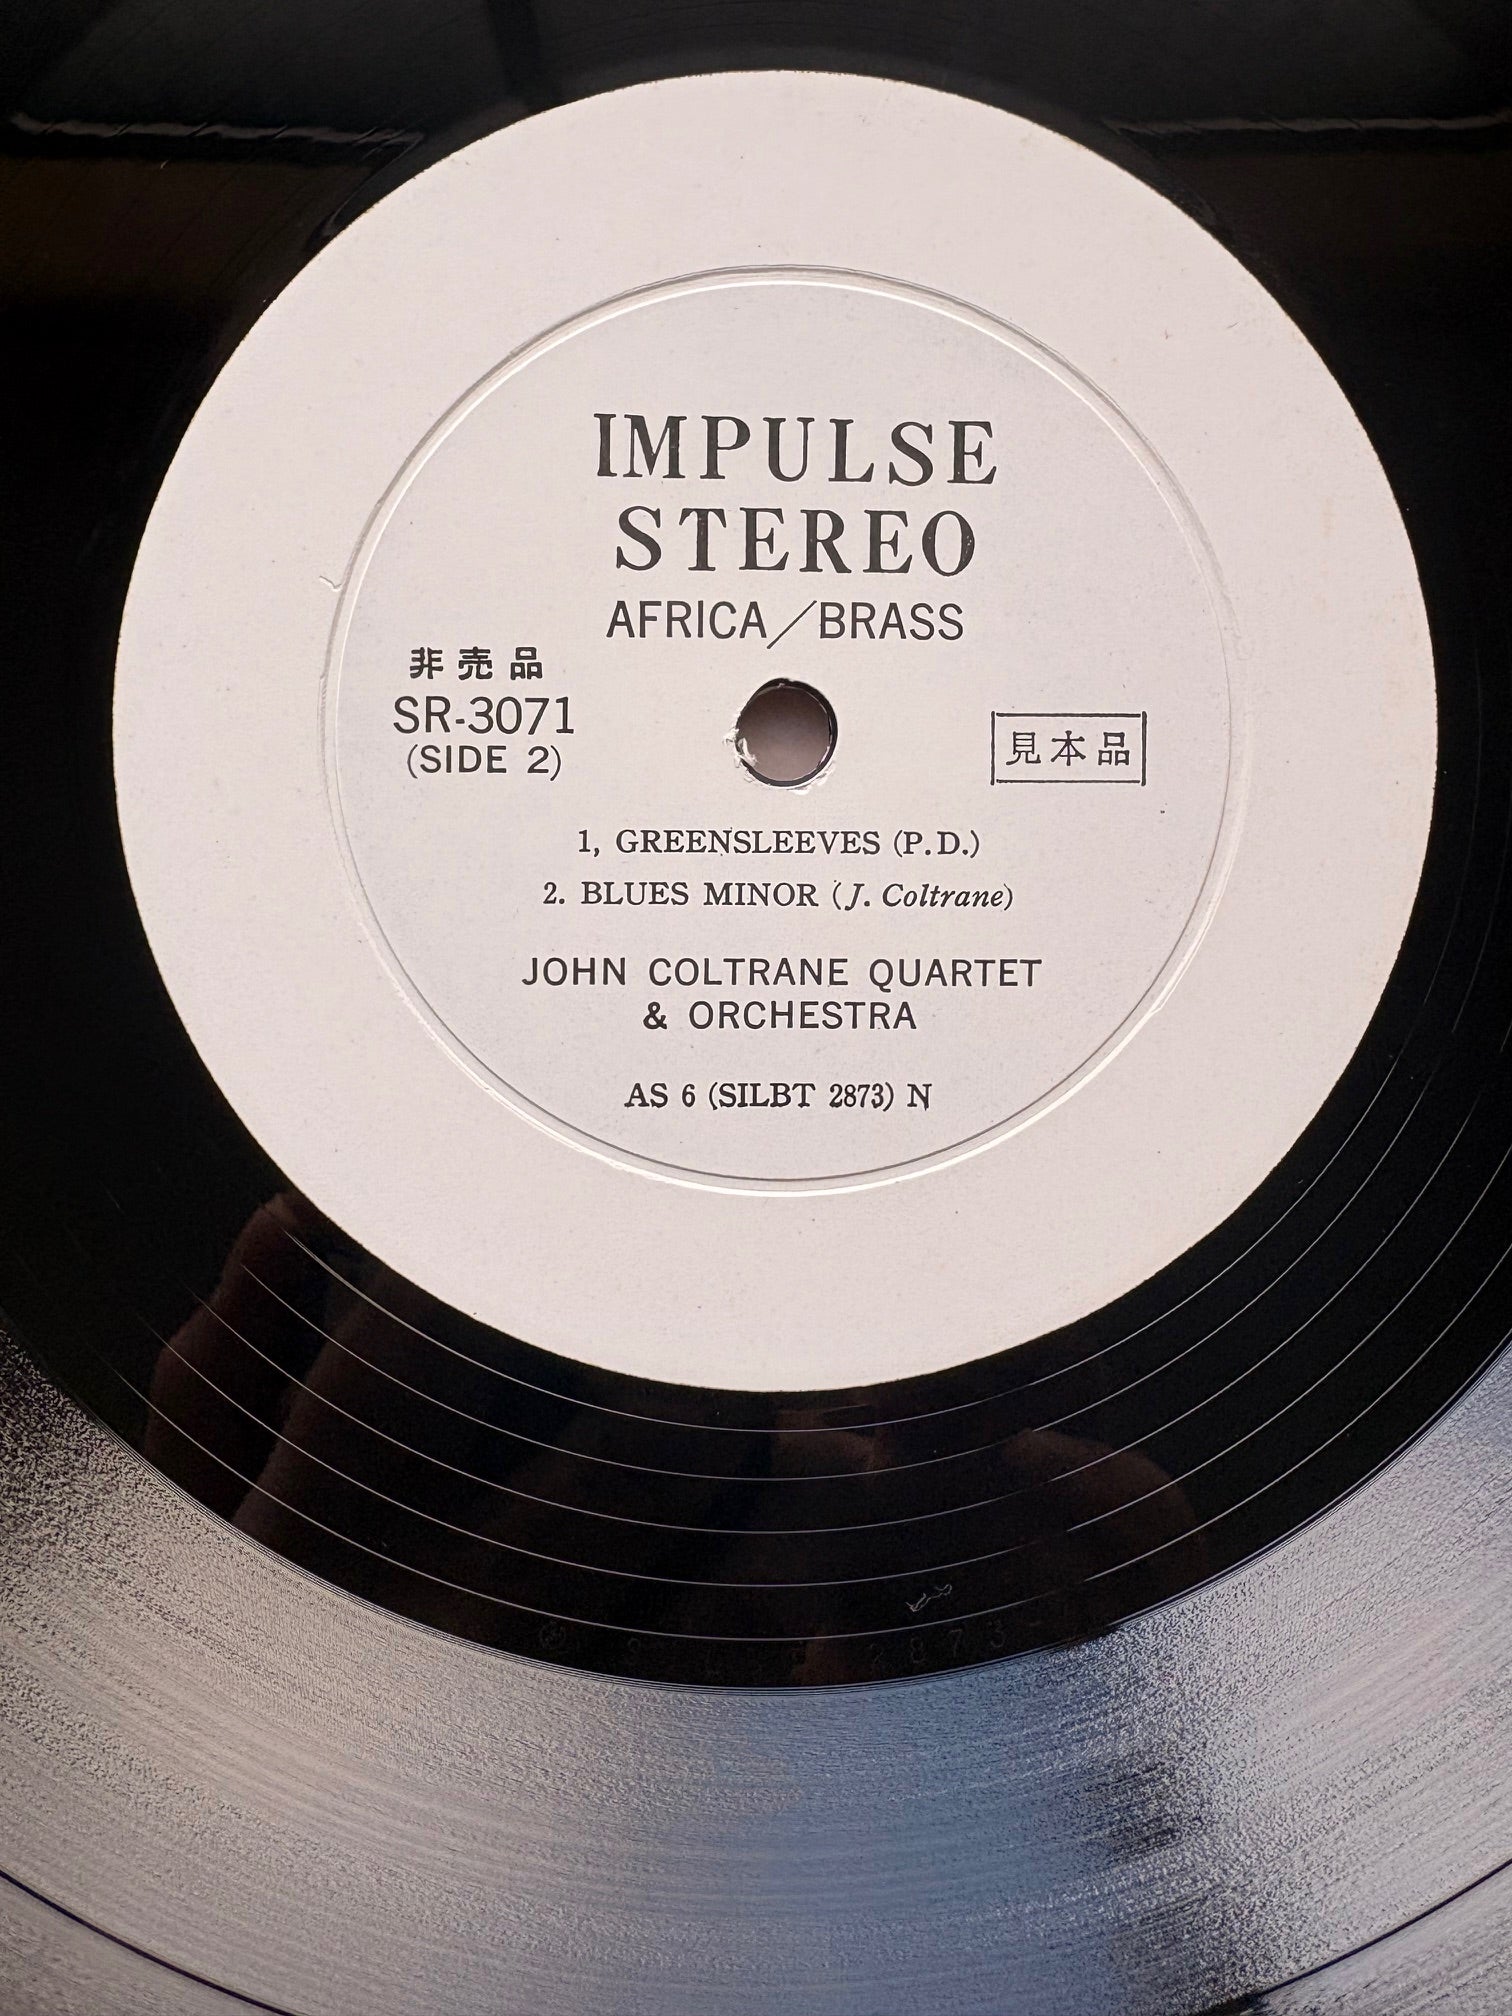 IMPULSE
STEREO
AFRICA/BRASS
非売品
SR-3071
(SIDE 2)
見本品
1, GREENSLEEVES (P.D.)
2. BLUES MINOR (J. Coltrane)
JOHN COLTRANE QUARTET
& ORCHESTRA
AS 6 (SILBT 2873) N
2873